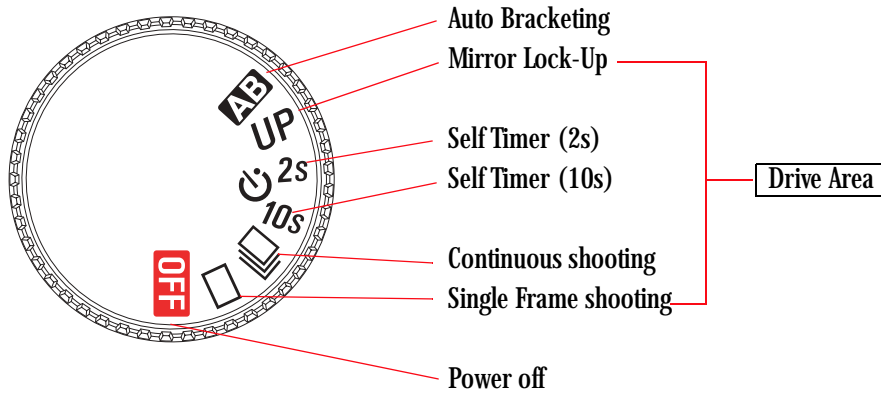 Auto Bracketing
Mirror Lock-Up
Self Timer (2s)
Self Timer (10s)
Drive Area
Continuous shooting
Single Frame shooting
Power off
AB
UP
2s
10s
OFF